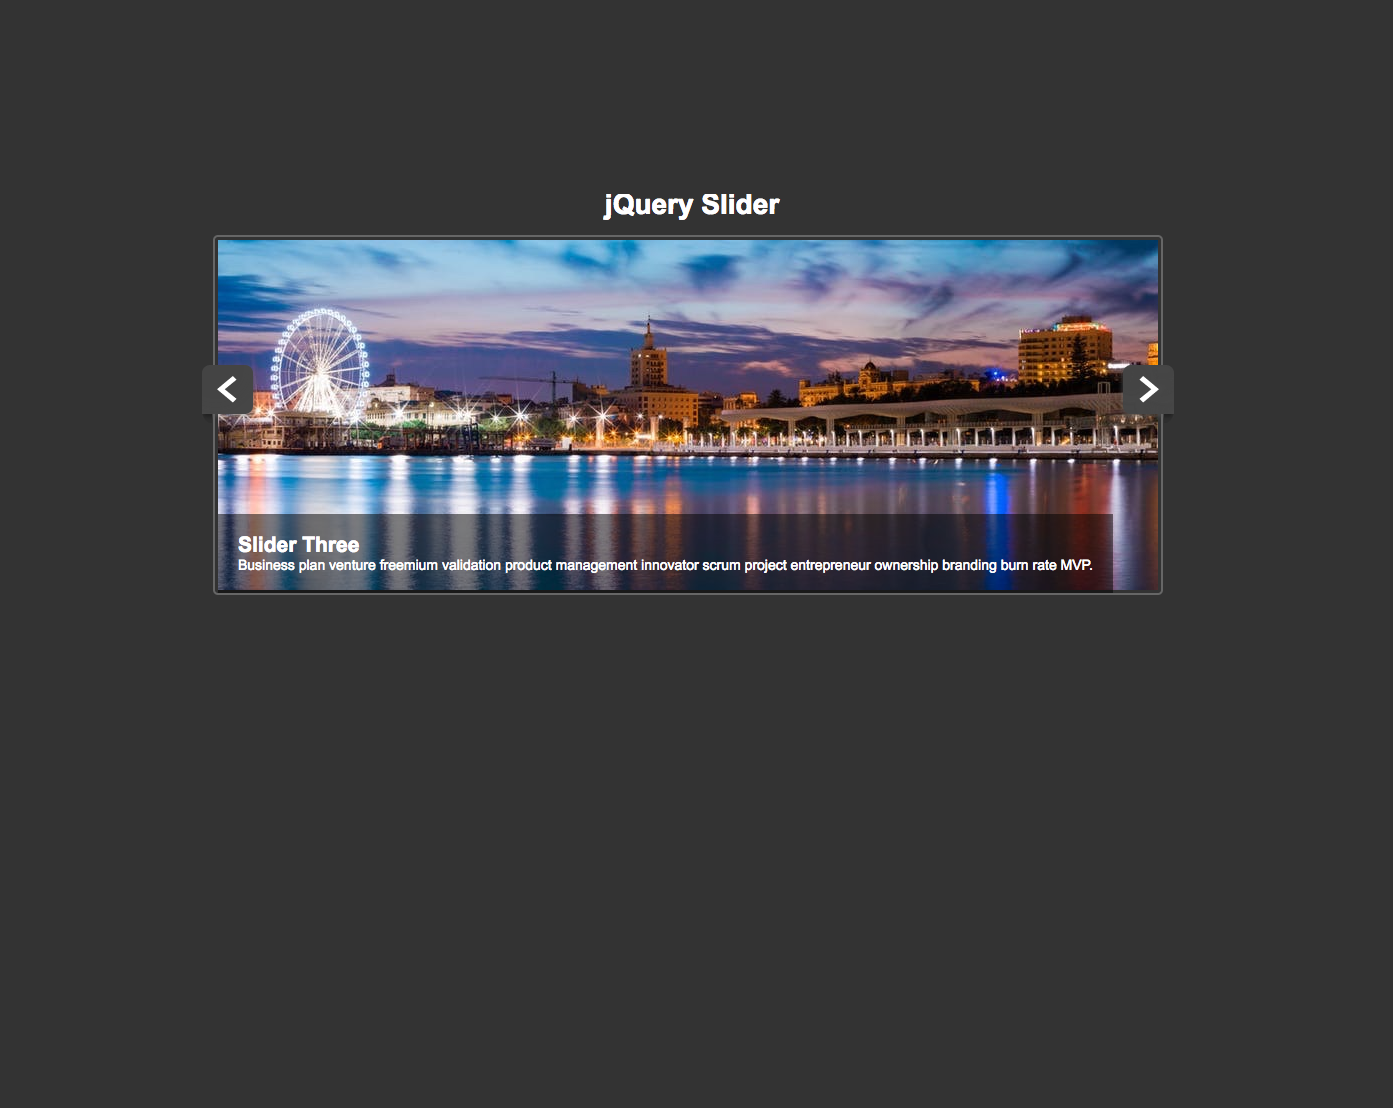 jQuery Slider
Slider Three
Business plan venture freemium validation product management innovator scrum project entrepreneur ownership branding burn rate MVP.